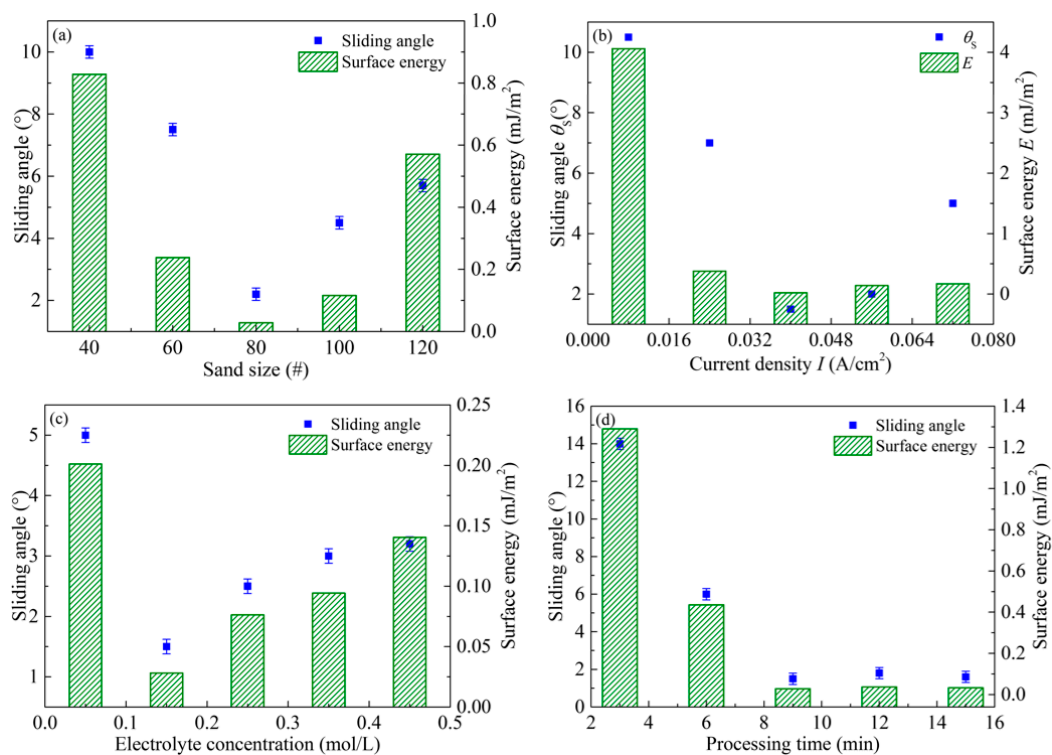 (a)
Sliding angle
Surface energy
Sliding angle (°)
10
8
6
4
2
1.0
0.8
0.6
0.4
0.2
0.0
Surface energy (mJ/m²)
40 60 80 100 120
Sand size (#)
(b)
θs
E
Sliding angle θs(°)
10
8
6
4
2
4
3
2
1
0
Surface energy E (mJ/m²)
0.000 0.016 0.032 0.048 0.064 0.080
Current density I (A/cm²)
(c)
Sliding angle
Surface energy
Sliding angle (°)
5
4
3
2
1
0.25
0.20
0.15
0.10
0.05
0.00
Surface energy (mJ/m²)
0.0 0.1 0.2 0.3 0.4 0.5
Electrolyte concentration (mol/L)
(d)
Sliding angle
Surface energy
Sliding angle (°)
16
14
12
10
8
6
4
2
0
1.4
1.2
1.0
0.8
0.6
0.4
0.2
0.0
Surface energy (mJ/m²)
2 4 6 8 10 12 14 16
Processing time (min)